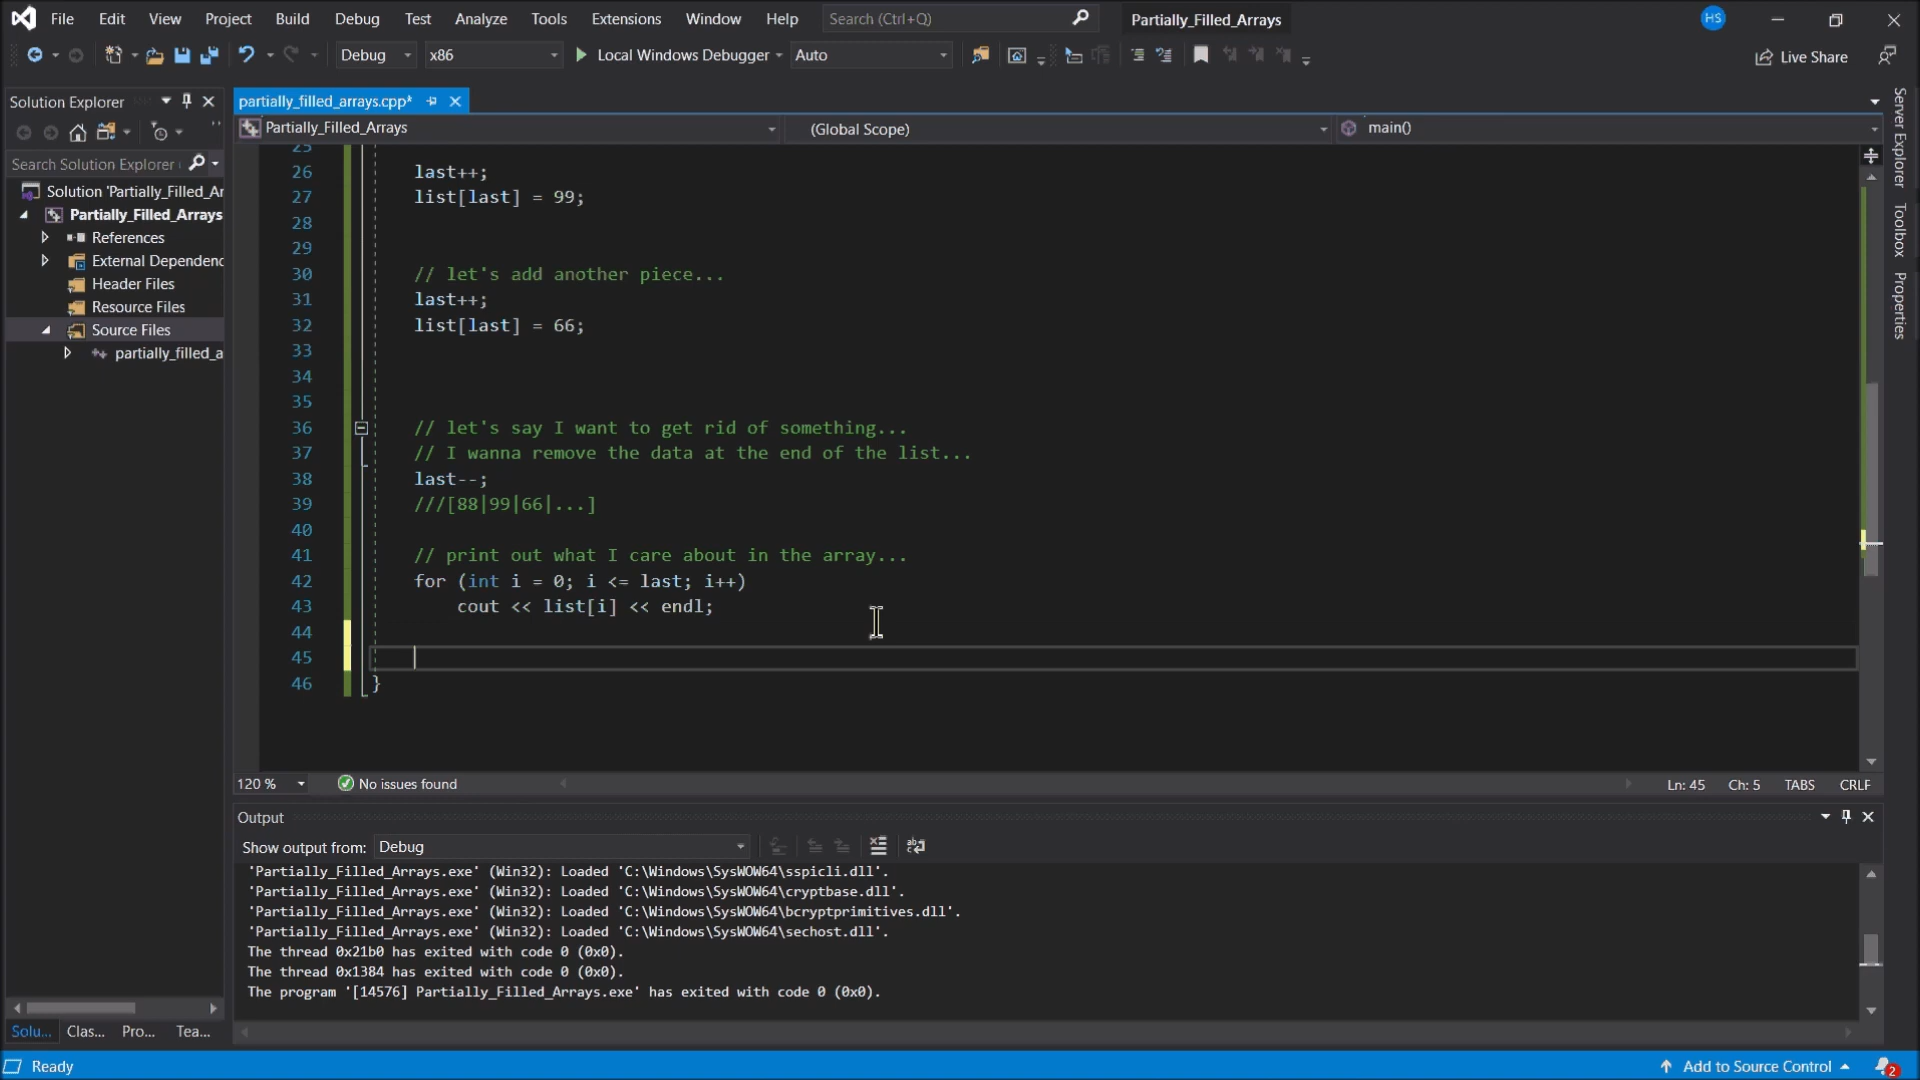 File Edit View Project Build Debug Test Analyze Tools Extensions Window Help Search (Ctrl+Q) Partially_Filled_Arrays HS
Debug x86 Local Windows Debugger Auto Live Share
Solution Explorer
partially_filled_arrays.cpp*
Partially_Filled_Arrays (Global Scope) main()
Search Solution Explorer
Solution 'Partially_Filled_Ar
Partially_Filled_Arrays
References
External Dependenc
Header Files
Resource Files
Source Files
partially_filled_a
Solu... Clas... Pro... Tea...
25
26 last++;
27 list[last] = 99;
28
29
30 // let's add another piece...
31 last++;
32 list[last] = 66;
33
34
35
36 // let's say I want to get rid of something...
37 // I wanna remove the data at the end of the list...
38 last--;
39 ///[88|99|66|...]
40
41 // print out what I care about in the array...
42 for (int i = 0; i <= last; i++)
43 cout << list[i] << endl;
44
45
46 }
120 % No issues found Ln: 45 Ch: 5 TABS CRLF
Output
Show output from: Debug
'Partially_Filled_Arrays.exe' (Win32): Loaded 'C:\Windows\SysWOW64\sspicli.dll'.
'Partially_Filled_Arrays.exe' (Win32): Loaded 'C:\Windows\SysWOW64\cryptbase.dll'.
'Partially_Filled_Arrays.exe' (Win32): Loaded 'C:\Windows\SysWOW64\bcryptprimitives.dll'.
'Partially_Filled_Arrays.exe' (Win32): Loaded 'C:\Windows\SysWOW64\sechost.dll'.
The thread 0x21b0 has exited with code 0 (0x0).
The thread 0x1384 has exited with code 0 (0x0).
The program '[14576] Partially_Filled_Arrays.exe' has exited with code 0 (0x0).
Server Explorer
Toolbox
Properties
Ready Add to Source Control 2